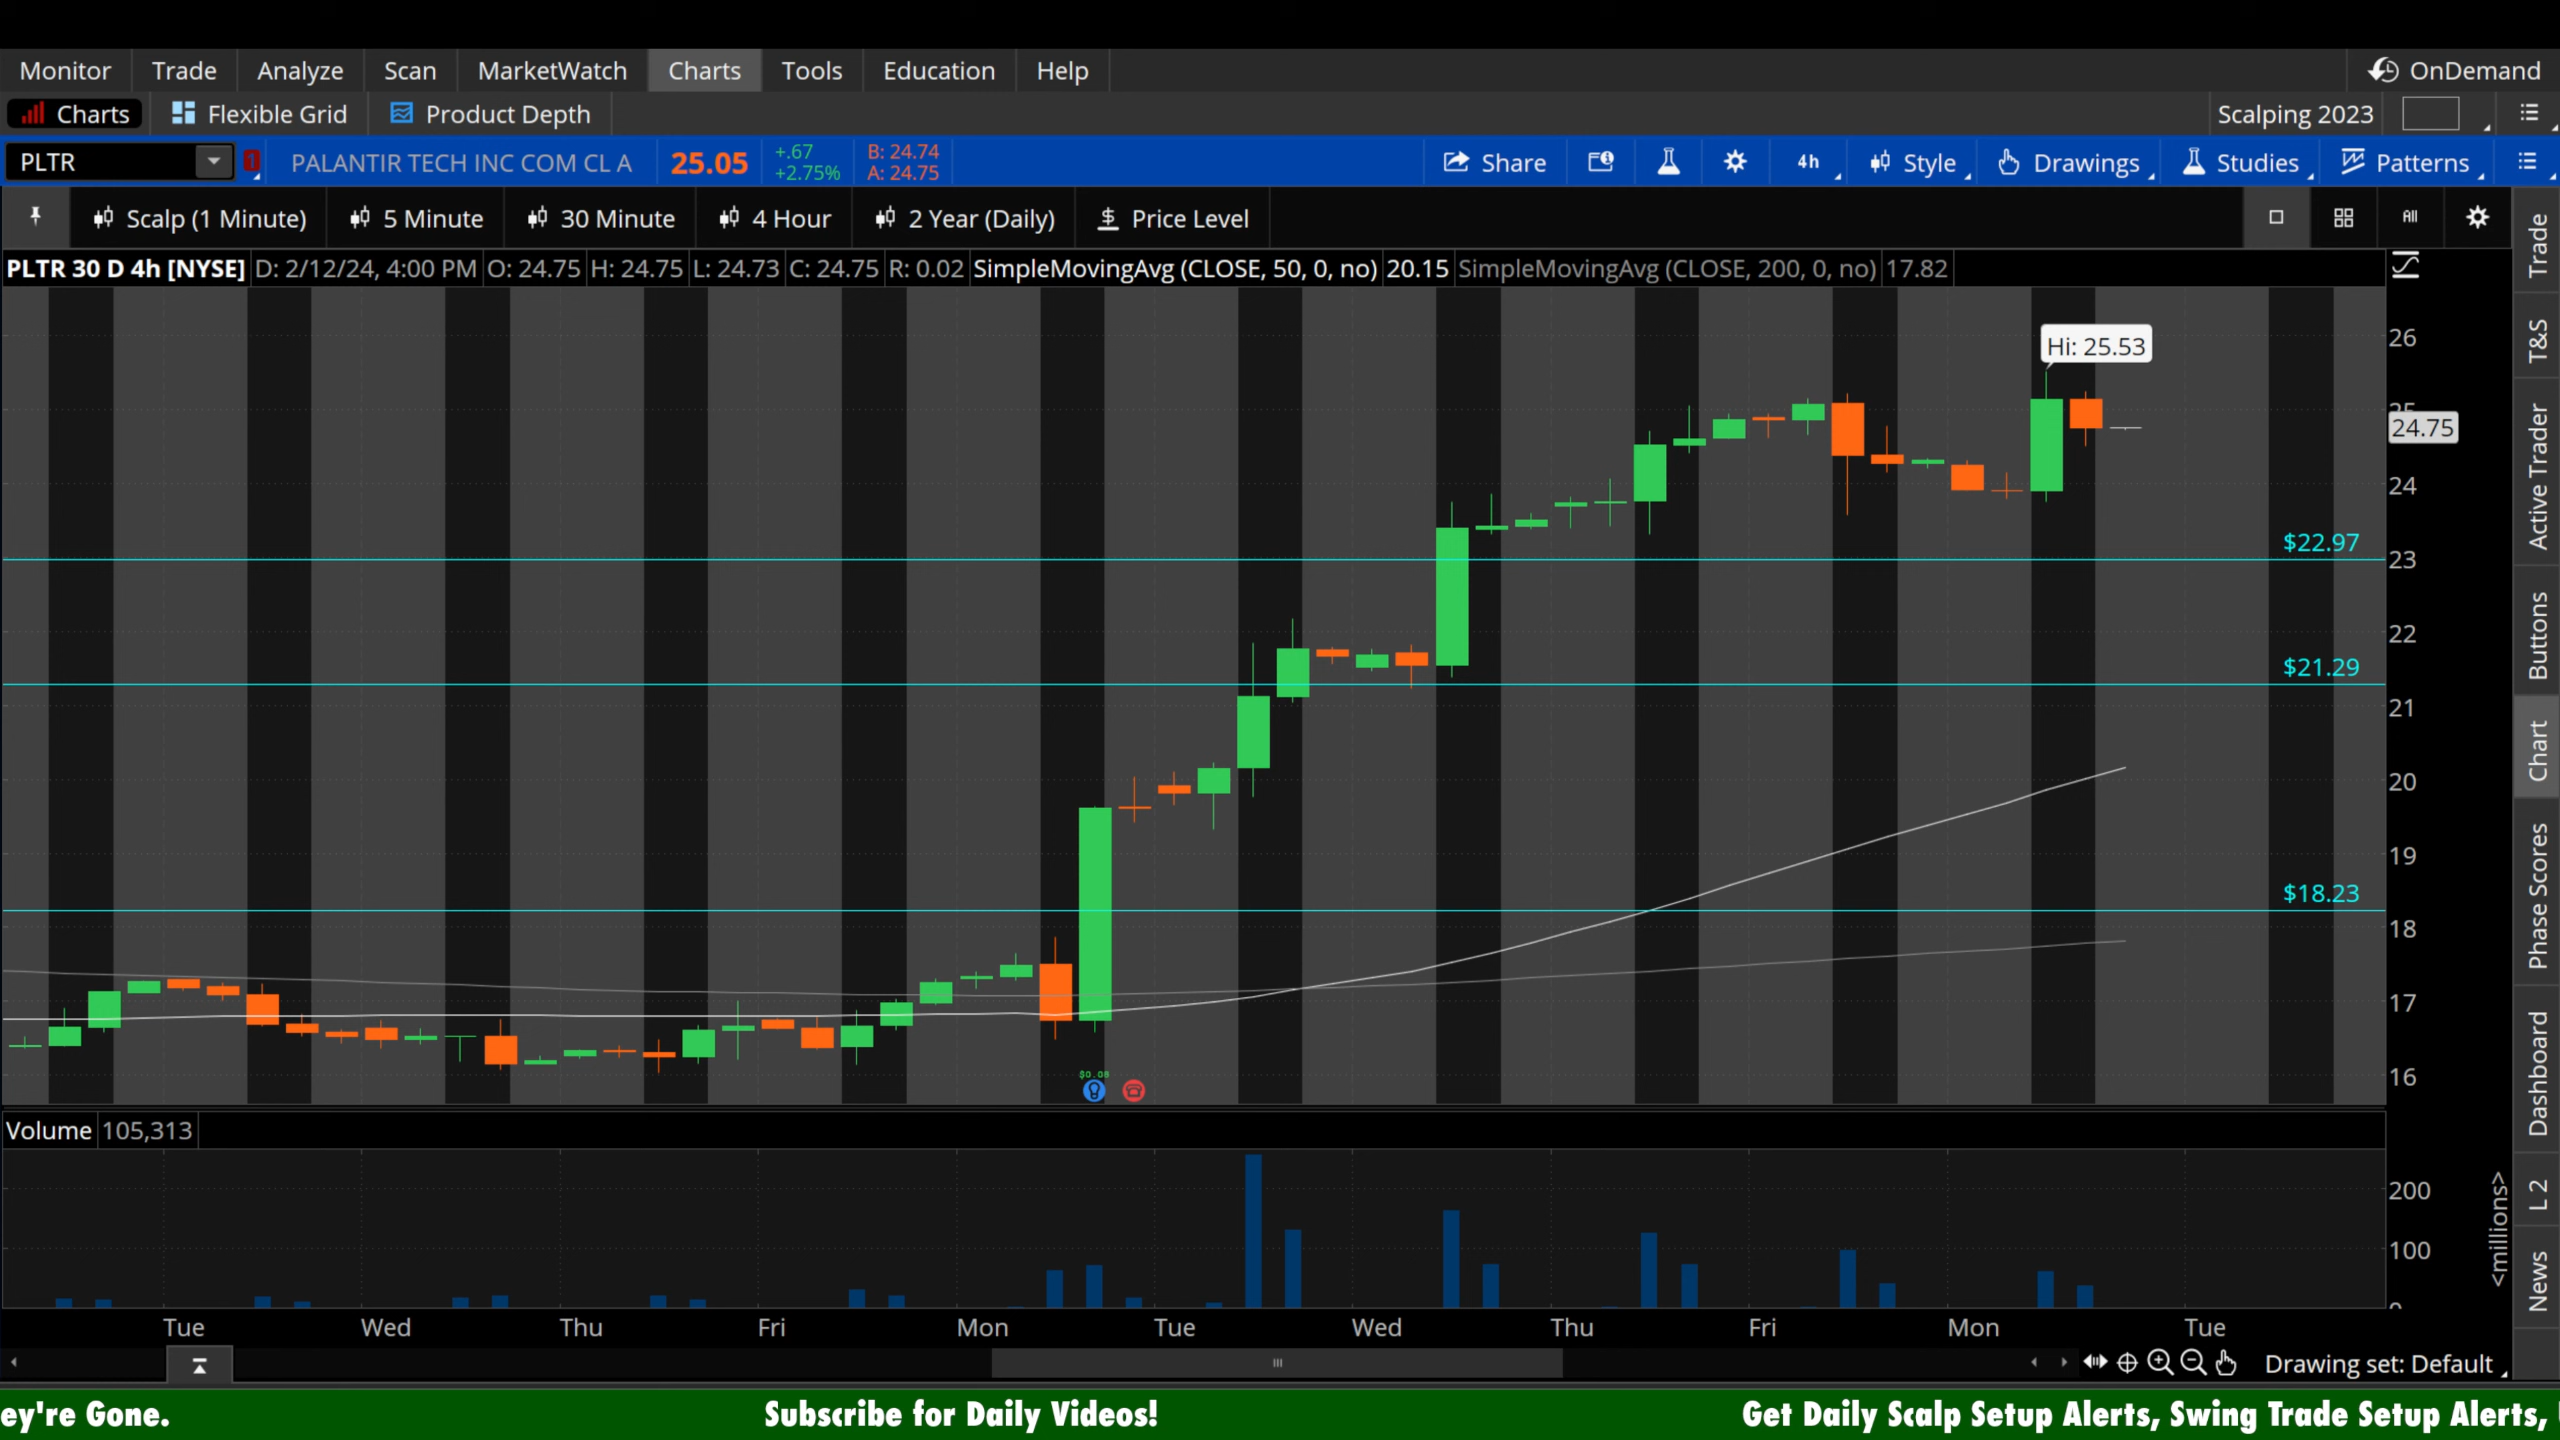 Monitor Trade Analyze Scan MarketWatch Charts Tools Education Help OnDemand
Charts Flexible Grid Product Depth Scalping 2023
PLTR 1 PALANTIR TECH INC COM CL A 25.05 +.67 +2.75% B: 24.74 A: 24.75 Share 4h Style Drawings Studies Patterns
Scalp (1 Minute) 5 Minute 30 Minute 4 Hour 2 Year (Daily) $ Price Level All
PLTR 30 D 4h [NYSE] D: 2/12/24, 4:00 PM O: 24.75 H: 24.75 L: 24.73 C: 24.75 R: 0.02 SimpleMovingAvg (CLOSE, 50, 0, no) 20.15 SimpleMovingAvg (CLOSE, 200, 0, no) 17.82
Hi: 25.53
26
25
24.75
24
$22.97
23
22
$21.29
21
20
19
$18.23
18
17
$0.08
16
Volume 105,313
200
100
0
<millions>
Tue Wed Thu Fri Mon Tue Wed Thu Fri Mon Tue
Drawing set: Default
Trade
T&S
Active Trader
Buttons
Chart
Phase Scores
Dashboard
L 2
News
ey're Gone. Subscribe for Daily Videos! Get Daily Scalp Setup Alerts, Swing Trade Setup Alerts,